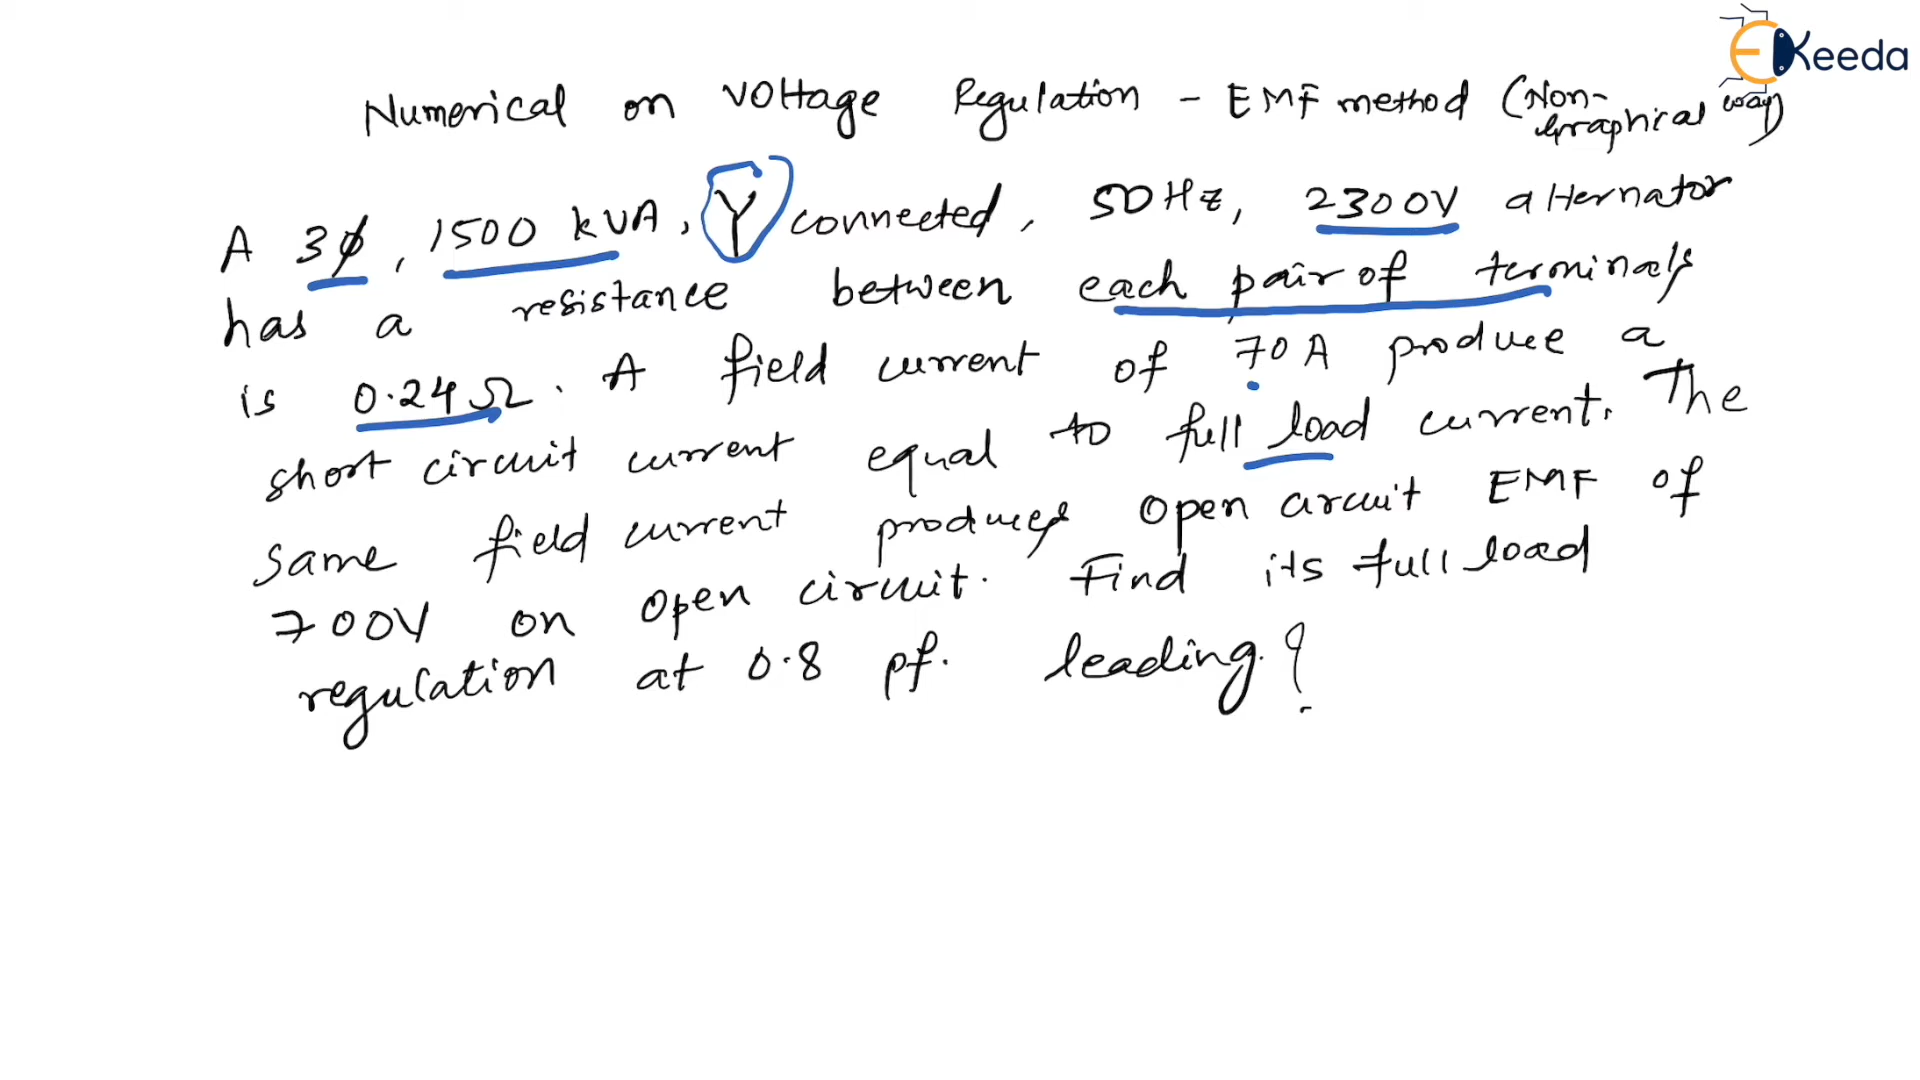 EKeeda
Numerical on Voltage Regulation - EMF method (Non-Graphical way)
A 3ϕ, 1500 kVA, Y connected, 50Hz, 2300V alternator
has a resistance between each pair of terminals
is 0.24Ω. A field current of 70A produce a
short circuit current equal to full load current. The
same field current produces open circuit EMF of
700V on open circuit. Find its full load
regulation at 0.8 pf. leading?